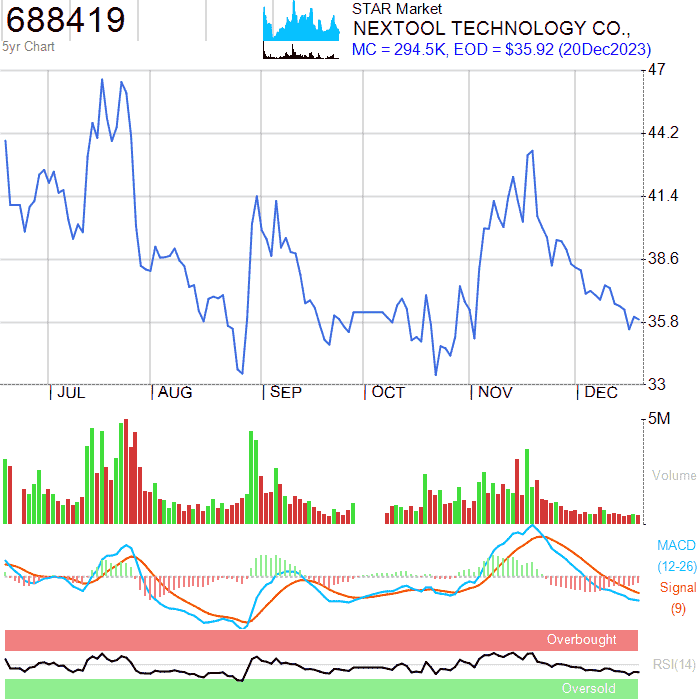 688419
5yr Chart
STAR Market
NEXTOOL TECHNOLOGY CO.,
MC = 294.5K, EOD = $35.92 (20Dec2023)
47
44.2
41.4
38.6
35.8
33
JUL AUG SEP OCT NOV DEC
5M
Volume
MACD
(12-26)
Signal
(9)
Overbought
RSI(14)
Oversold